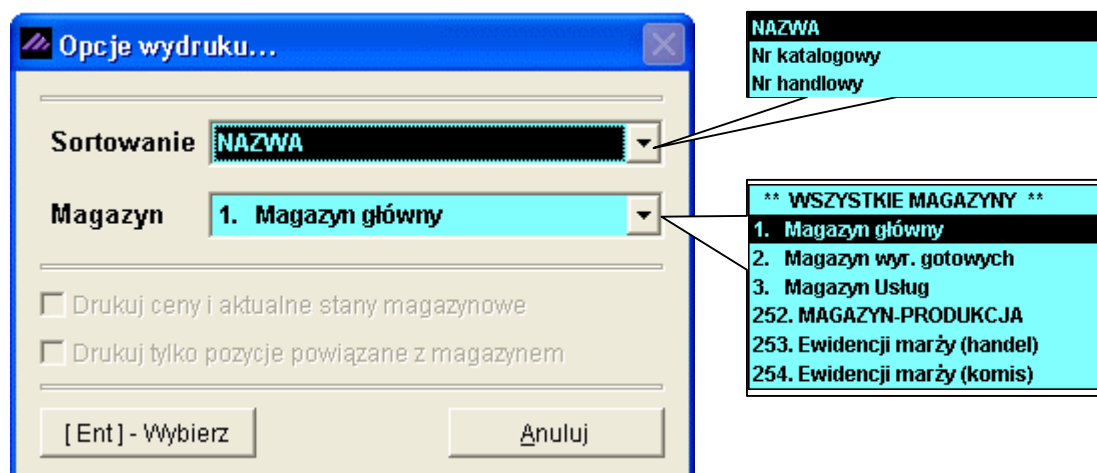 Opcje wydruku...
Sortowanie NAZWA
Magazyn 1. Magazyn główny
Drukuj ceny i aktualne stany magazynowe
Drukuj tylko pozycje powiązane z magazynem
[ Ent ] - Wybierz Anuluj
NAZWA
Nr katalogowy
Nr handlowy
** WSZYSTKIE MAGAZYNY **
1. Magazyn główny
2. Magazyn wyr. gotowych
3. Magazyn Usług
252. MAGAZYN-PRODUKCJA
253. Ewidencji marży (handel)
254. Ewidencji marży (komis)